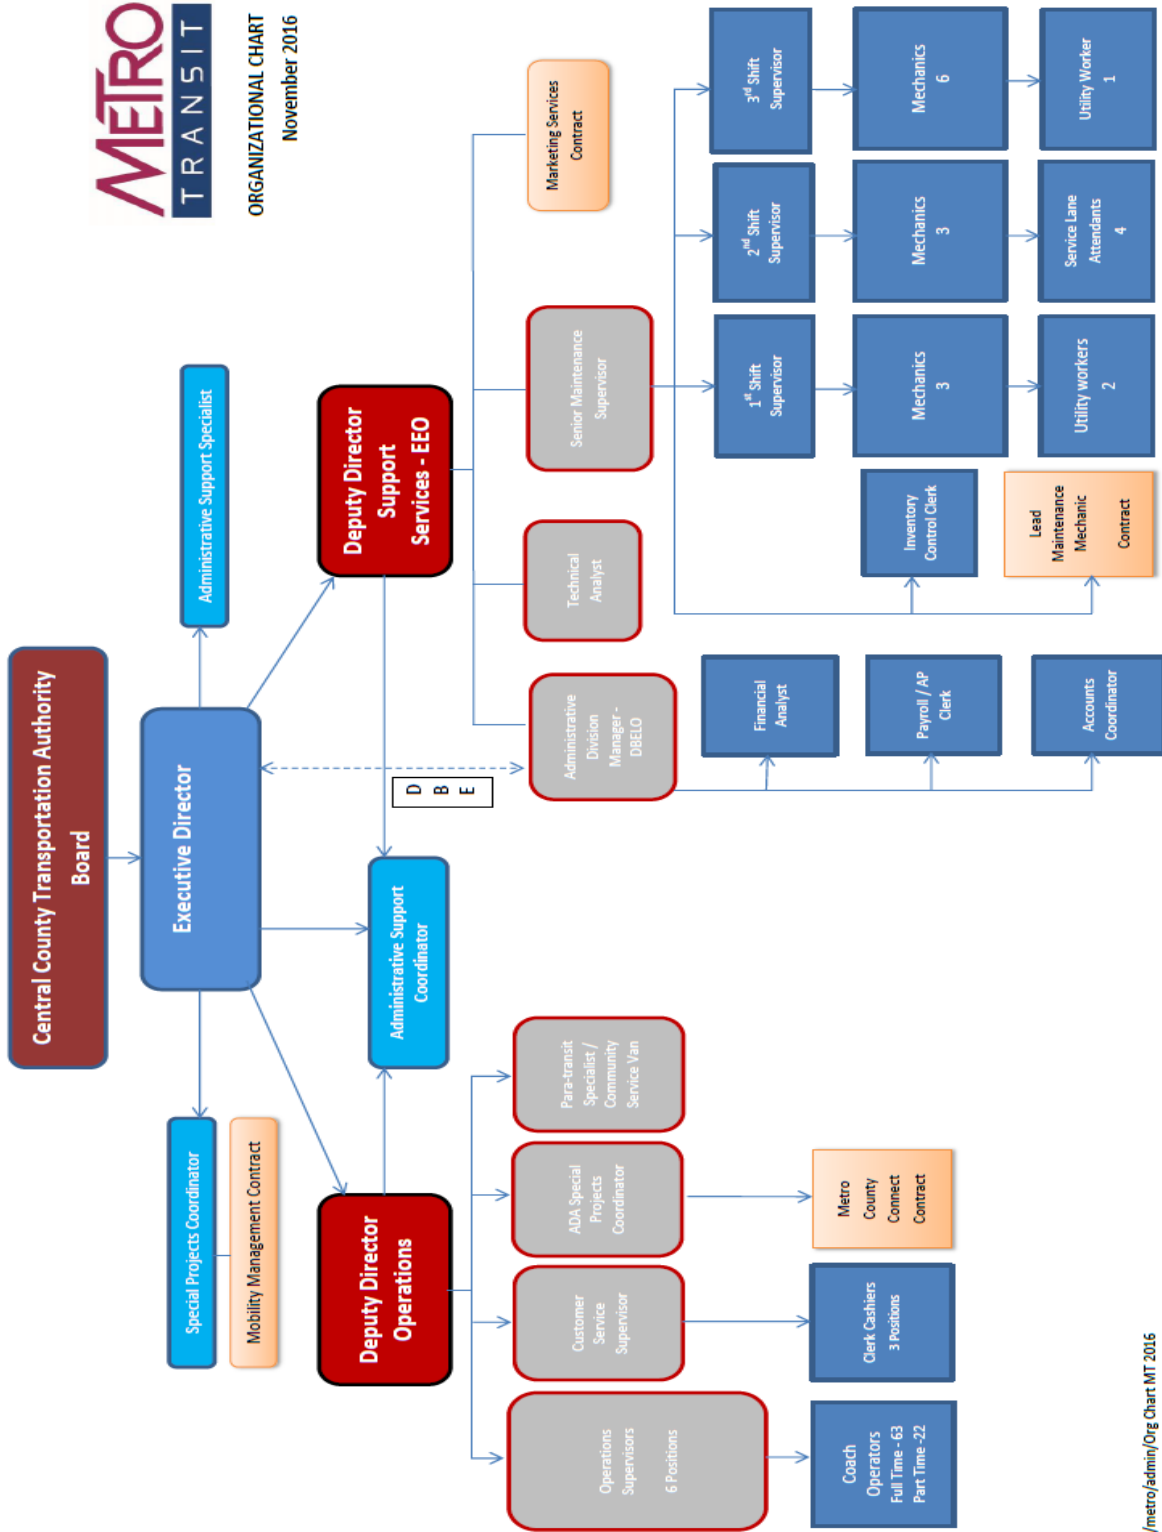 METRO
TRANSIT
ORGANIZATIONAL CHART
November 2016
Central County Transportation Authority
Board
Executive Director
Special Projects Coordinator
Mobility Management Contract
Administrative Support Specialist
Deputy Director
Operations
Deputy Director
Support
Services - EEO
Administrative Support
Coordinator
D
B
E
Operations
Supervisors
6 Positions
Customer
Service
Supervisor
ADA Special
Projects
Coordinator
Para-transit
Specialist /
Community
Service Van
Administrative
Division
Manager -
DBELO
Technical
Analyst
Senior Maintenance
Supervisor
Marketing Services
Contract
Coach
Operators
Full Time - 63
Part Time -22
Clerk Cashiers
3 Positions
Metro
County
Connect
Contract
Financial
Analyst
Payroll / AP
Clerk
Accounts
Coordinator
Inventory
Control Clerk
Lead
Maintenance
Mechanic
Contract
1st Shift
Supervisor
2nd Shift
Supervisor
3rd Shift
Supervisor
Mechanics
3
Mechanics
3
Mechanics
6
Utility workers
2
Service Lane
Attendants
4
Utility Worker
1
/metro/admin/Org Chart MT 2016